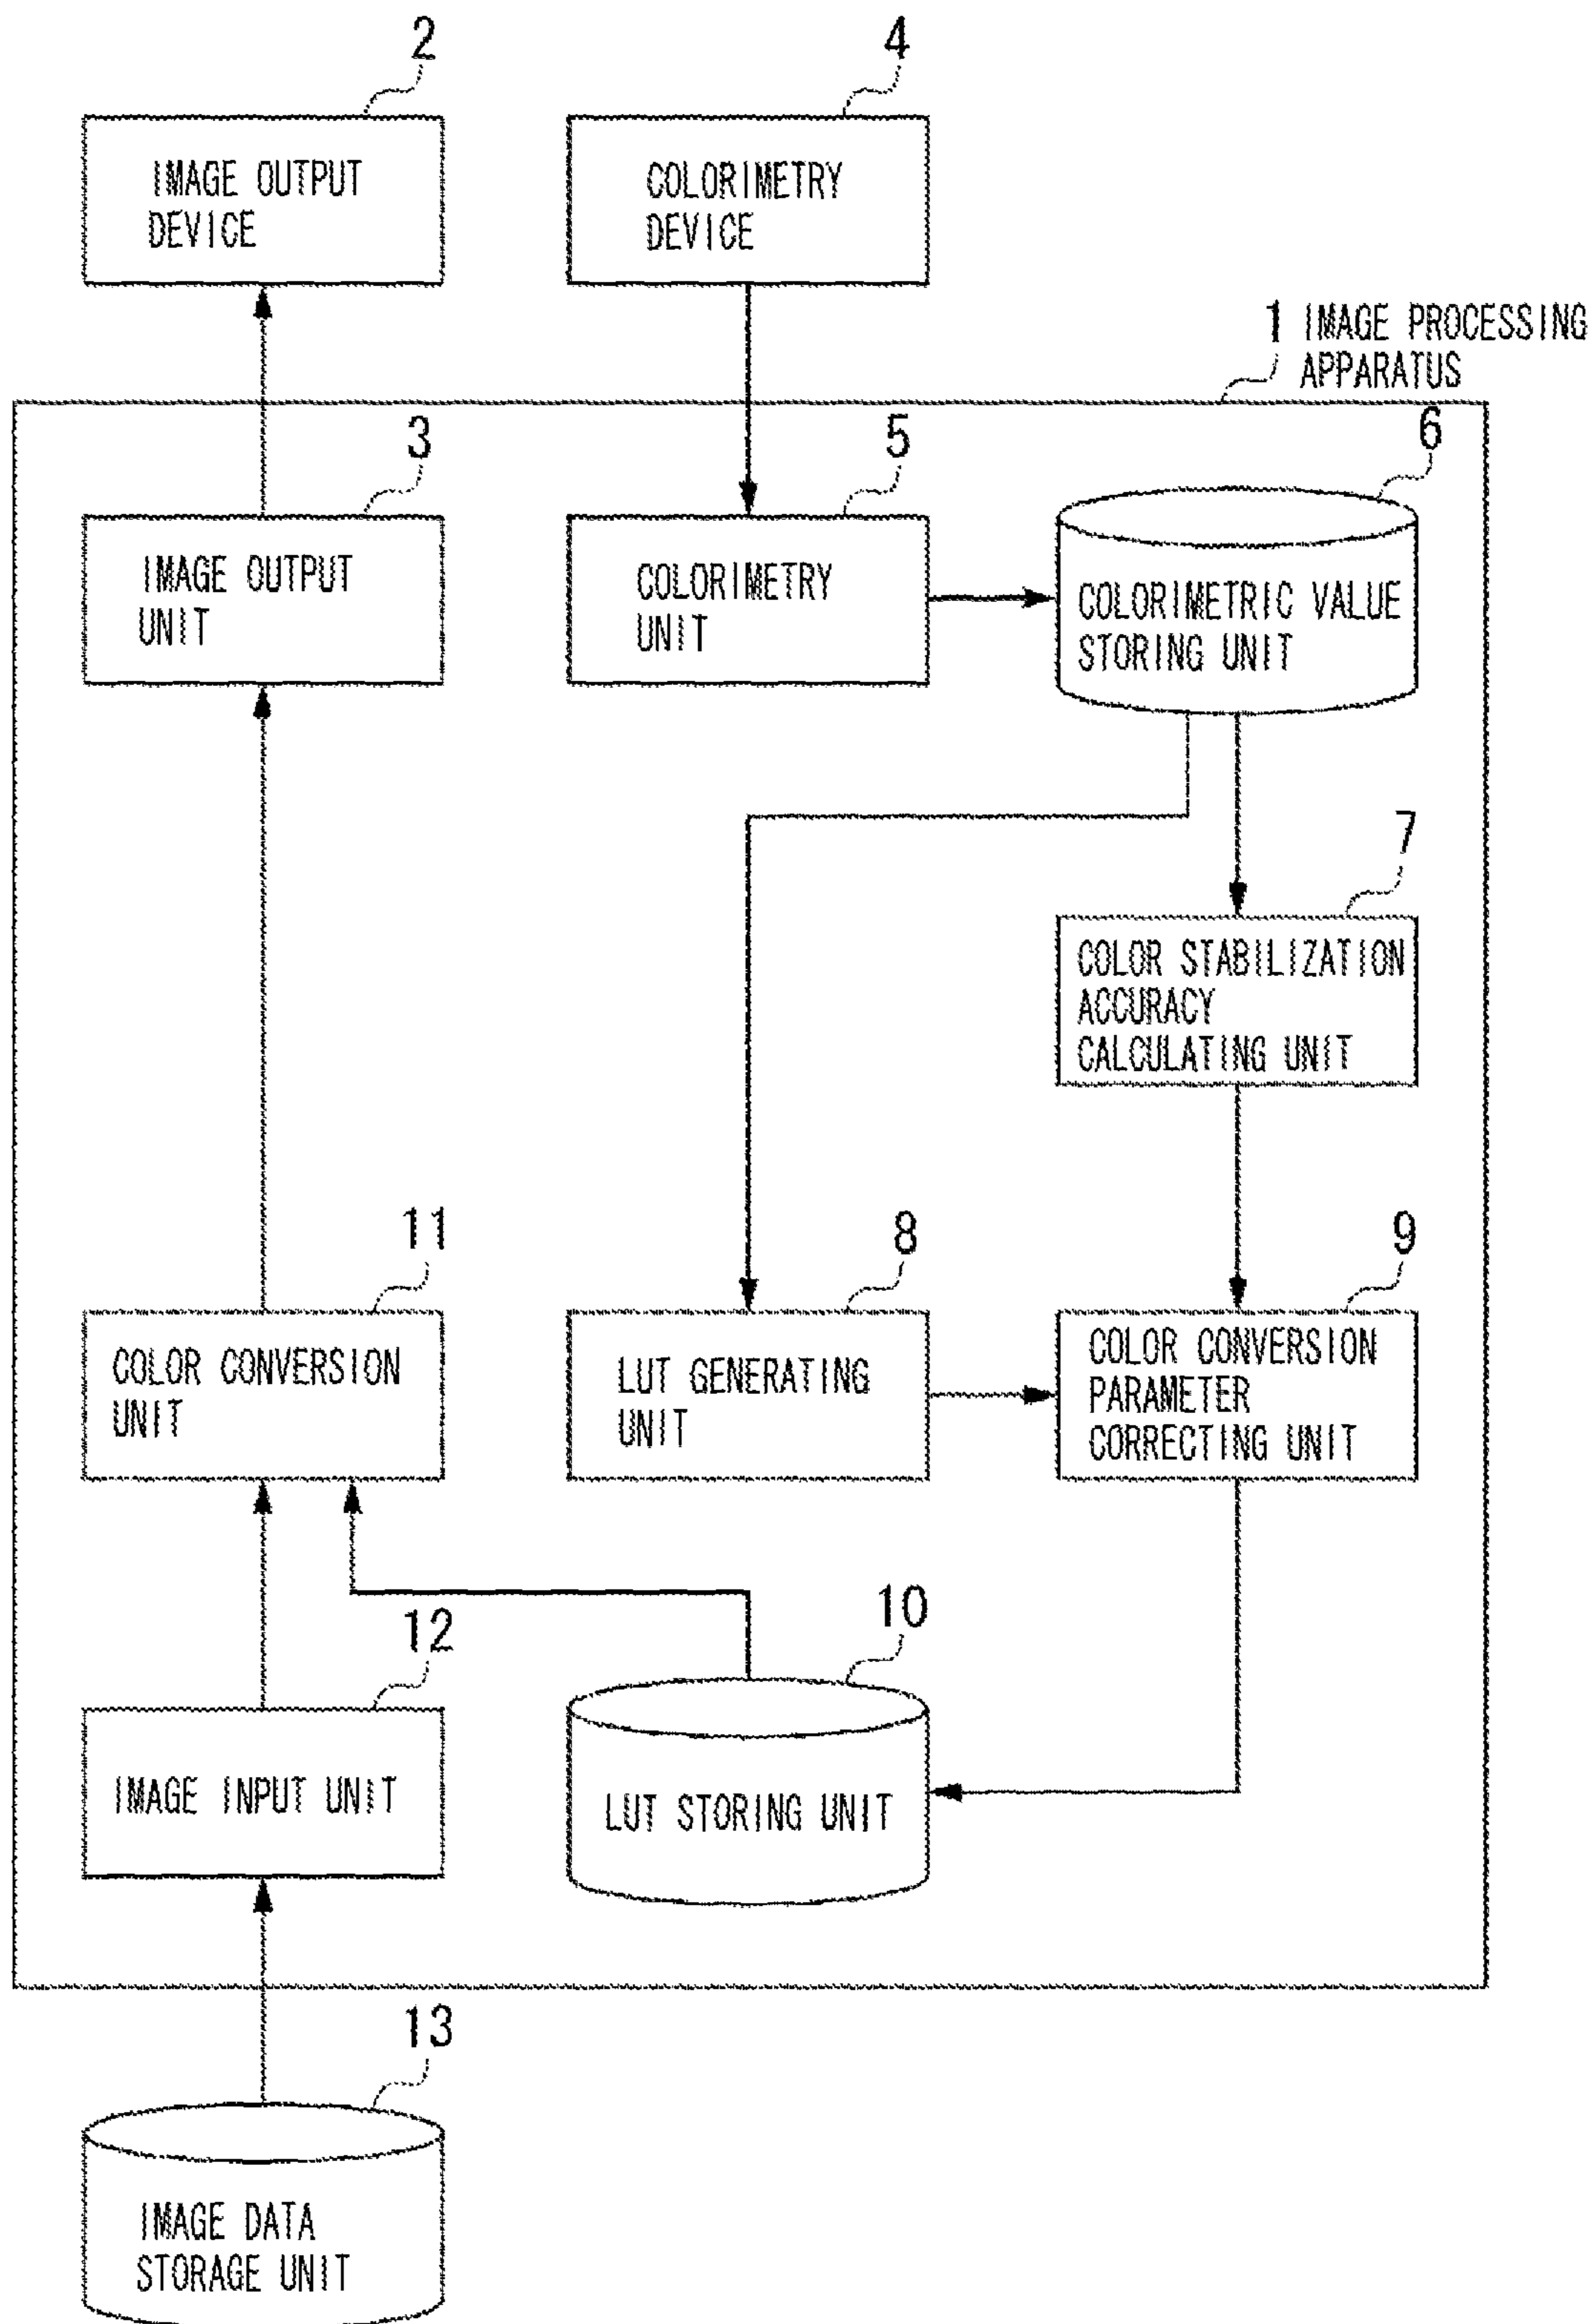 2
4
IMAGE OUTPUT
DEVICE
COLORIMETRY
DEVICE
1 IMAGE PROCESSING
APPARATUS
3
5
6
IMAGE OUTPUT
UNIT
COLORIMETRY
UNIT
COLORIMETRIC VALUE
STORING UNIT
7
COLOR STABILIZATION
ACCURACY
CALCULATING UNIT
11
8
9
COLOR CONVERSION
UNIT
LUT GENERATING
UNIT
COLOR CONVERSION
PARAMETER
CORRECTING UNIT
12
10
IMAGE INPUT UNIT
LUT STORING UNIT
13
IMAGE DATA
STORAGE UNIT